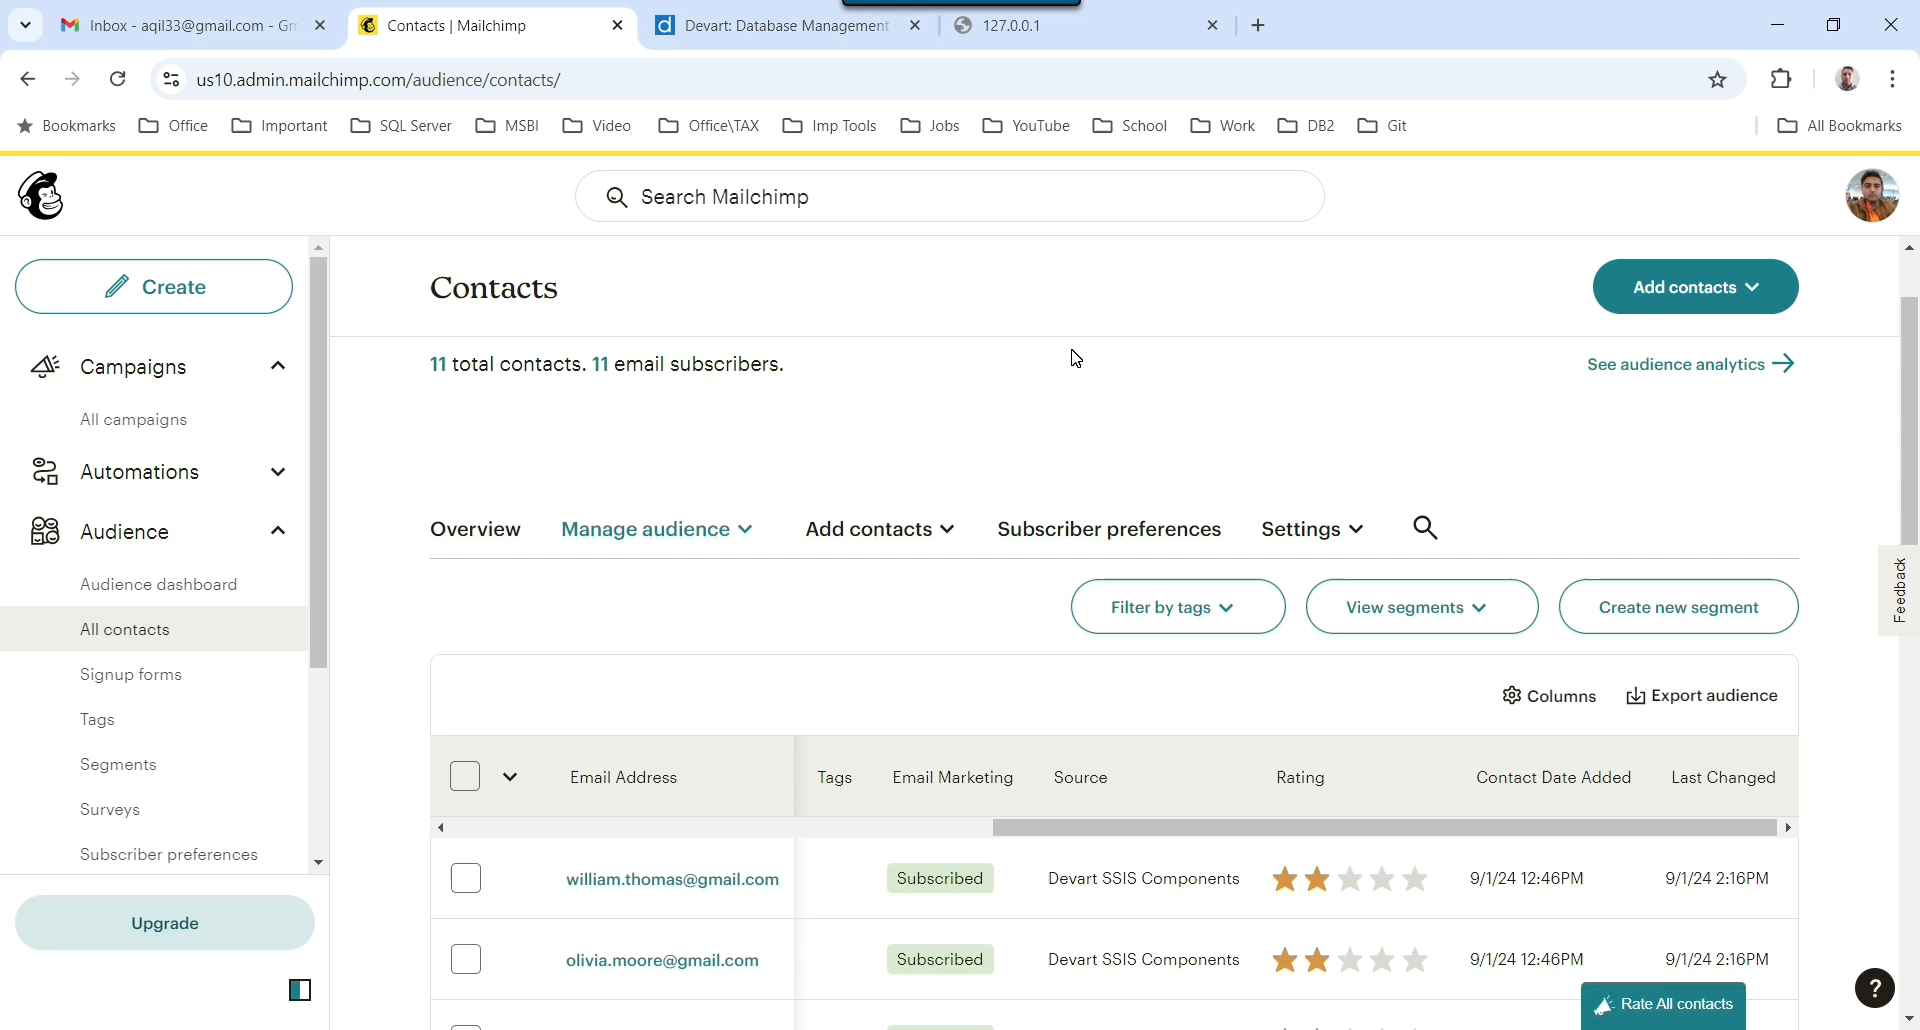 Inbox - aqil33@gmail.com - Gm
Contacts | Mailchimp
Devart: Database Management
127.0.0.1
us10.admin.mailchimp.com/audience/contacts/
Bookmarks
Office
Important
SQL Server
MSBI
Video
Office\TAX
Imp Tools
Jobs
YouTube
School
Work
DB2
Git
All Bookmarks
Search Mailchimp
Create
Contacts
Add contacts
Campaigns
11 total contacts. 11 email subscribers.
See audience analytics
All campaigns
Automations
Audience
Overview
Manage audience
Add contacts
Subscriber preferences
Settings
Audience dashboard
Filter by tags
View segments
Create new segment
Feedback
All contacts
Signup forms
Tags
Segments
Surveys
Subscriber preferences
Columns
Export audience
Email Address
Tags
Email Marketing
Source
Rating
Contact Date Added
Last Changed
william.thomas@gmail.com
Subscribed
Devart SSIS Components
9/1/24 12:46PM
9/1/24 2:16PM
olivia.moore@gmail.com
Subscribed
Devart SSIS Components
9/1/24 12:46PM
9/1/24 2:16PM
Upgrade
Rate All contacts
?